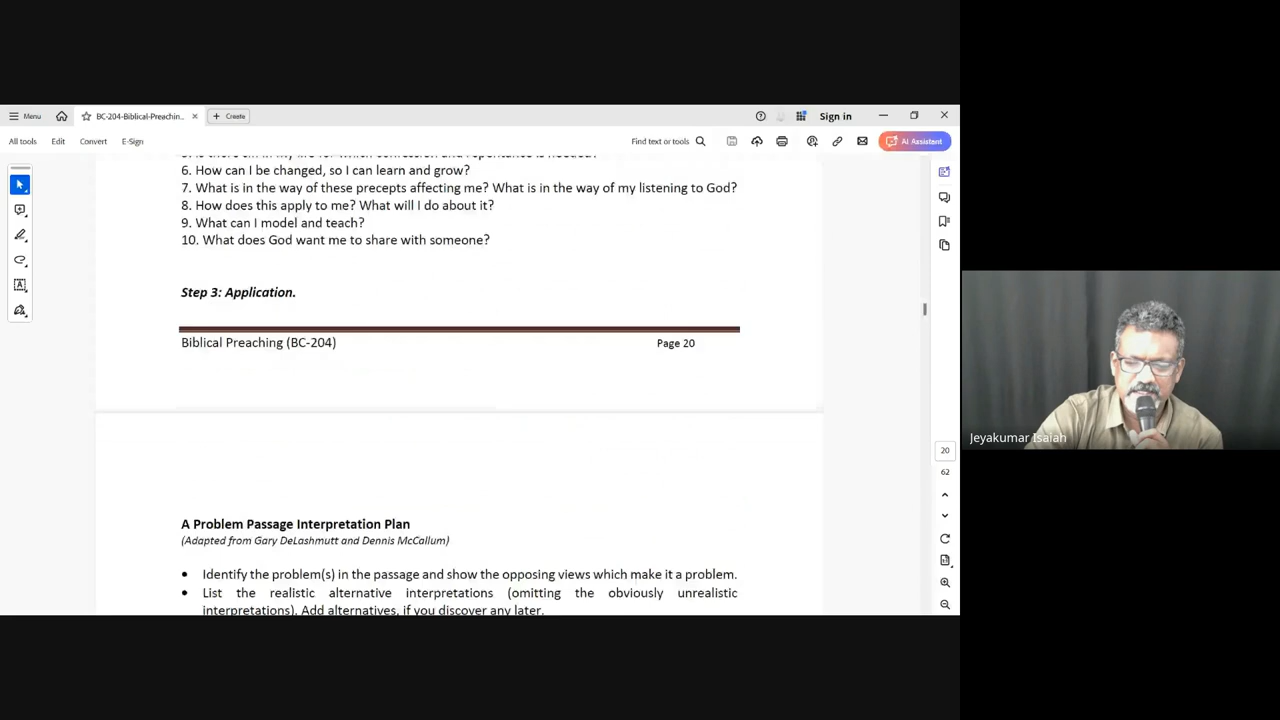 Menu
BC-204-Biblical-Preachin...
Create
Sign in
All tools
Edit
Convert
E-Sign
Find text or tools
AI Assistant
6. How can I be changed, so I can learn and grow?
7. What is in the way of these precepts affecting me? What is in the way of my listening to God?
8. How does this apply to me? What will I do about it?
9. What can I model and teach?
10. What does God want me to share with someone?
Step 3: Application.
Biblical Preaching (BC-204)
Page 20
A Problem Passage Interpretation Plan
(Adapted from Gary DeLashmutt and Dennis McCallum)
• Identify the problem(s) in the passage and show the opposing views which make it a problem.
• List the realistic alternative interpretations (omitting the obviously unrealistic
interpretations). Add alternatives, if you discover any later.
20
62
Jeyakumar Isaiah